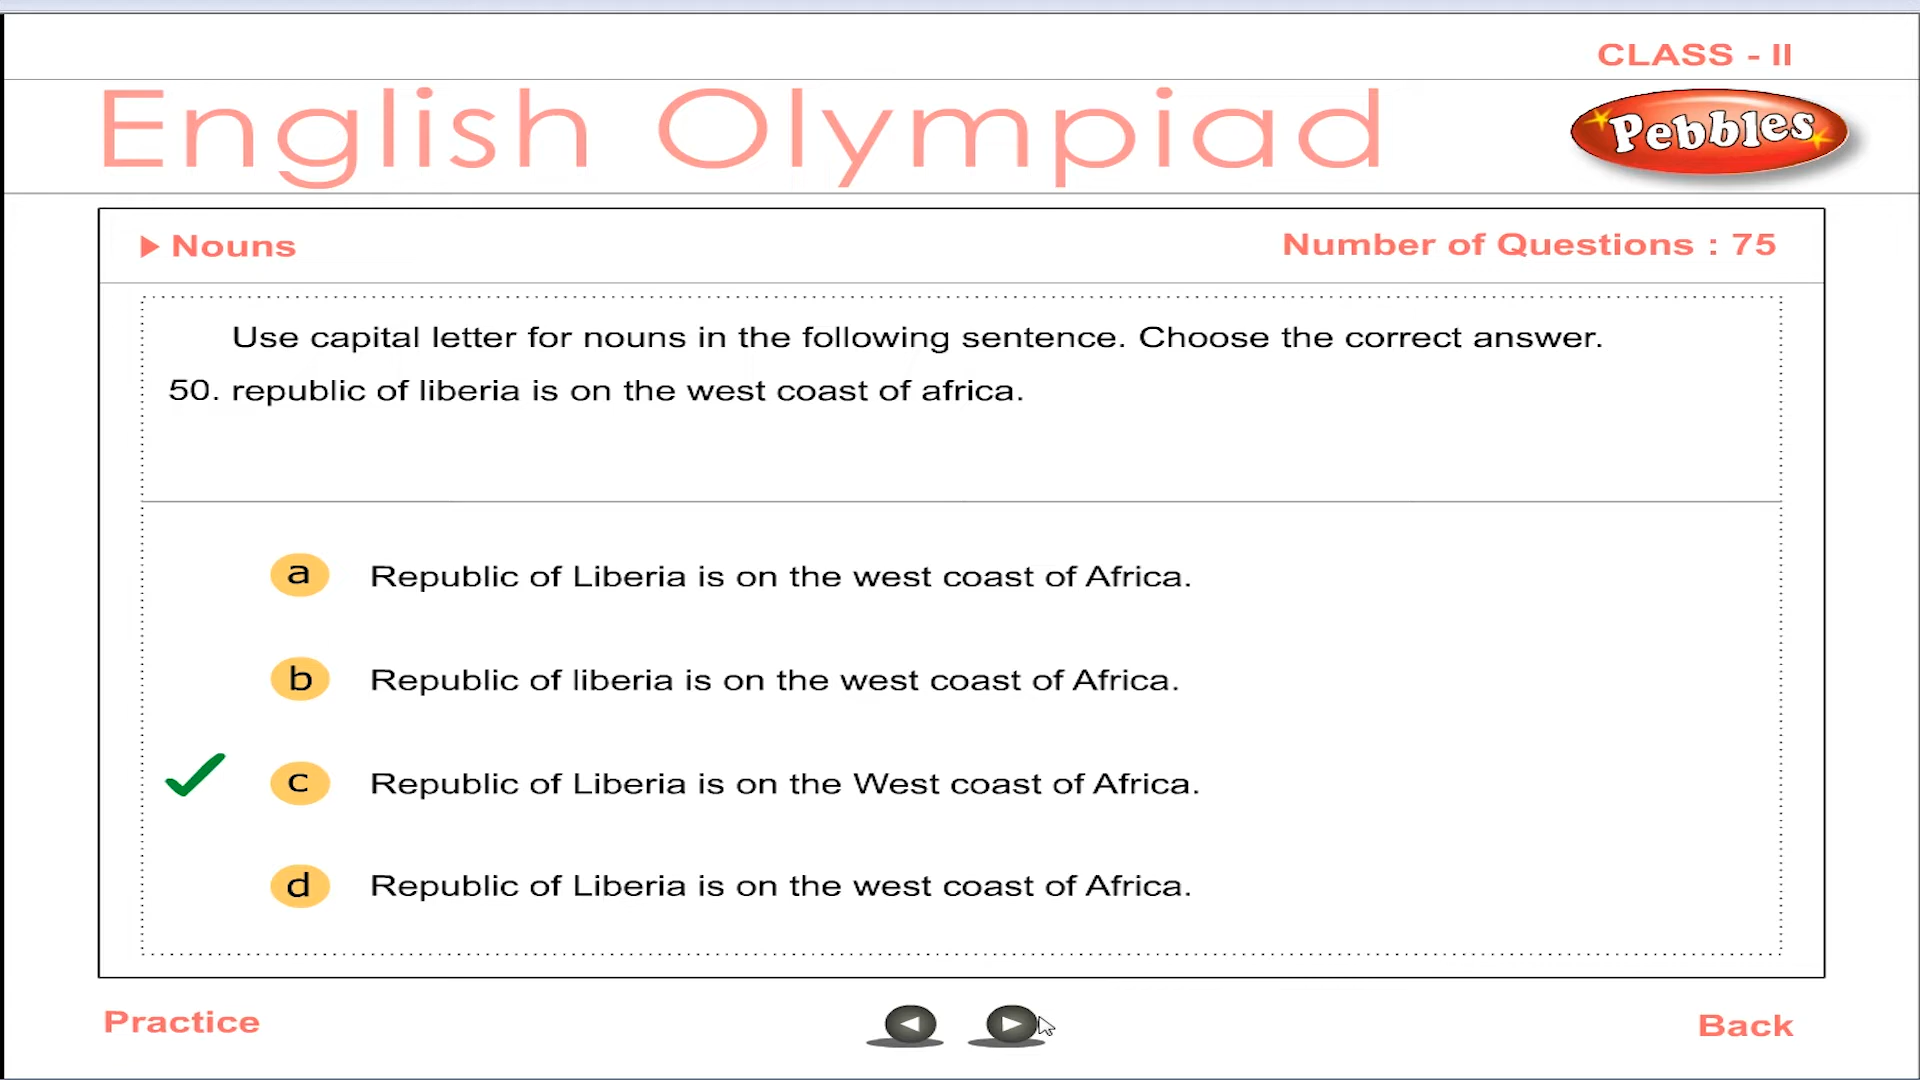 CLASS - II
English Olympiad
Pebbles
Nouns
Number of Questions : 75
Use capital letter for nouns in the following sentence. Choose the correct answer.
50. republic of liberia is on the west coast of africa.
a Republic of Liberia is on the west coast of Africa.
b Republic of liberia is on the west coast of Africa.
c Republic of Liberia is on the West coast of Africa.
d Republic of Liberia is on the west coast of Africa.
Practice
Back